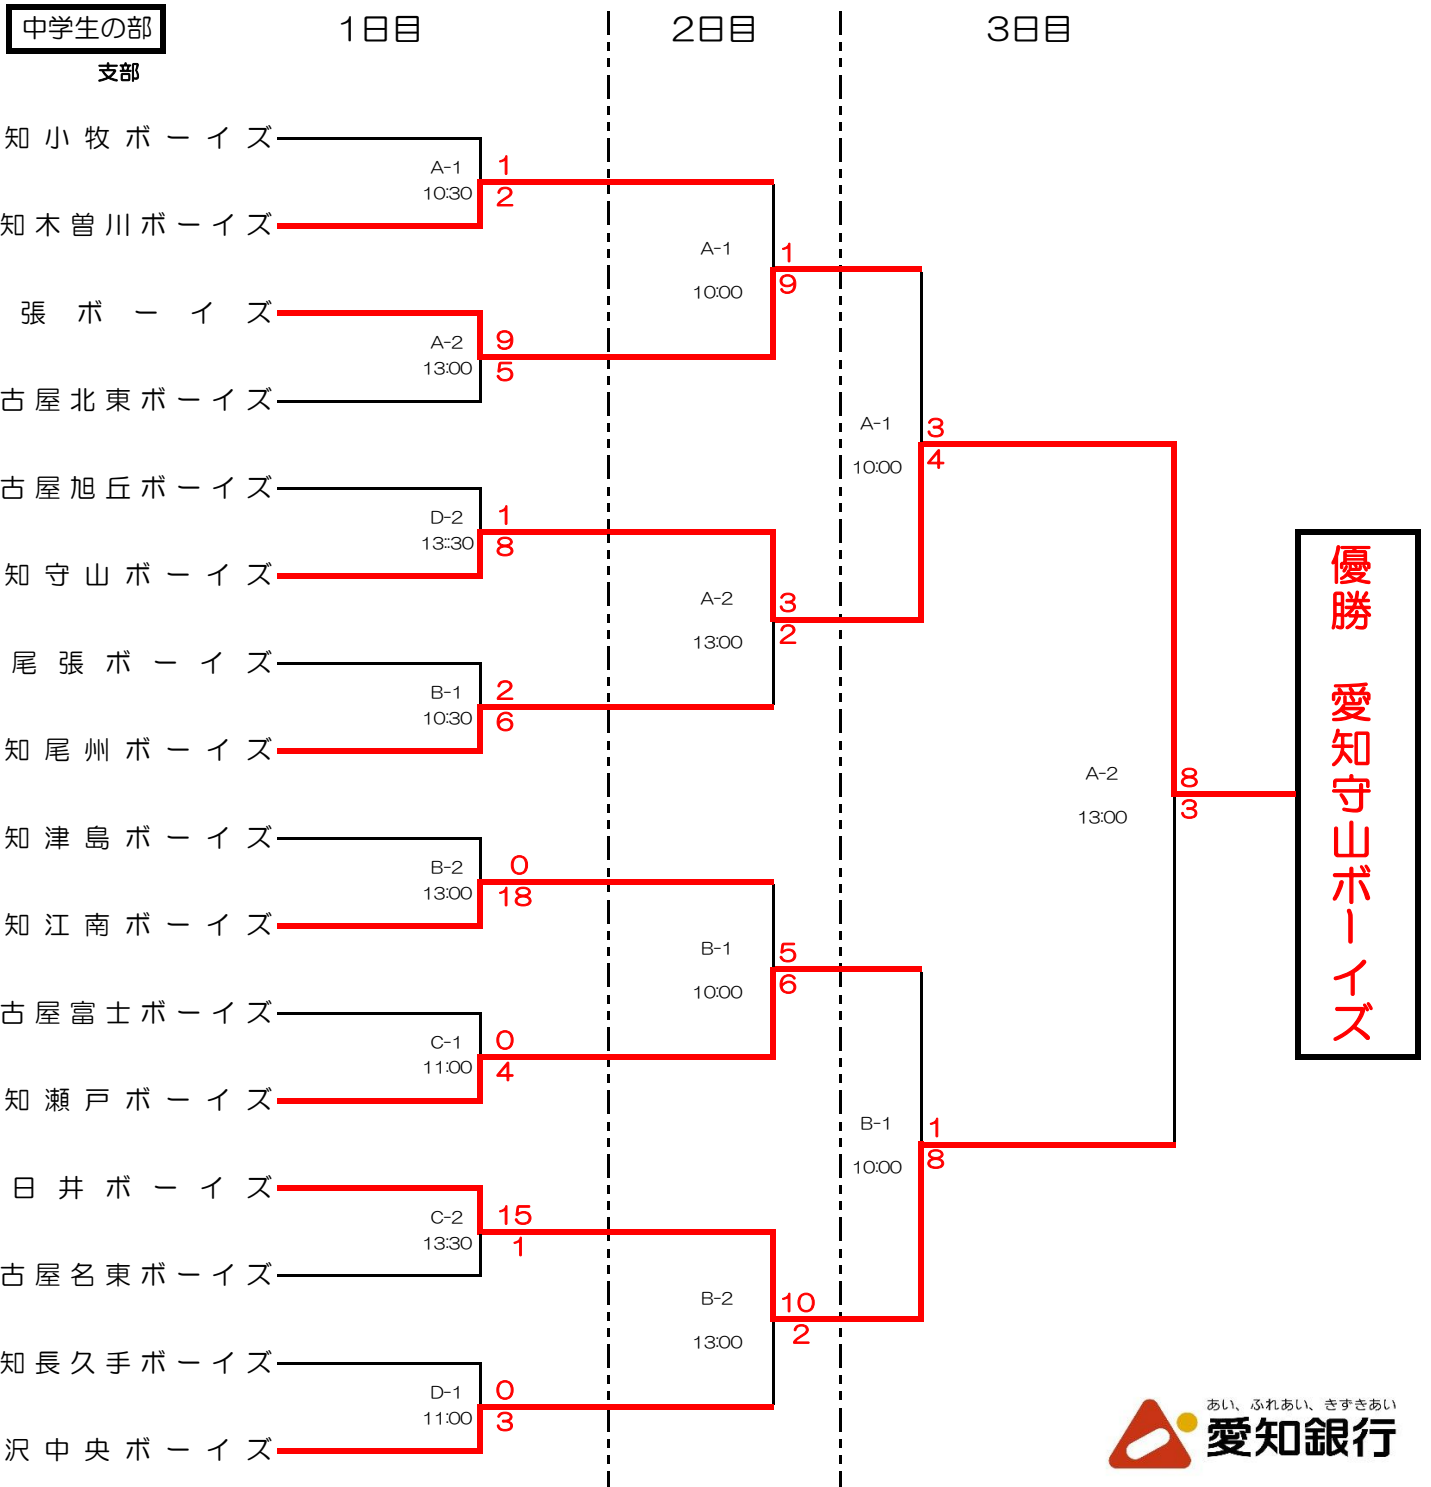 中学生の部
1日目
2日目
3日目
支部
知小牧ボーイズ
A-1
10:30
1
2
知木曽川ボーイズ
A-1
10:00
1
9
張ボーイズ
A-2
13:00
9
5
古屋北東ボーイズ
A-1
10:00
3
4
古屋旭丘ボーイズ
D-2
13:30
1
8
知守山ボーイズ
A-2
13:00
3
2
尾張ボーイズ
B-1
10:30
2
6
知尾州ボーイズ
A-2
13:00
8
3
優勝 愛知守山ボーイズ
知津島ボーイズ
B-2
13:00
0
18
知江南ボーイズ
B-1
10:00
5
6
古屋富士ボーイズ
C-1
11:00
0
4
知瀬戸ボーイズ
B-1
10:00
1
8
日井ボーイズ
C-2
13:30
15
1
古屋名東ボーイズ
B-2
13:00
10
2
知長久手ボーイズ
D-1
11:00
0
3
沢中央ボーイズ
あい、ふれあい、きずきあい
愛知銀行